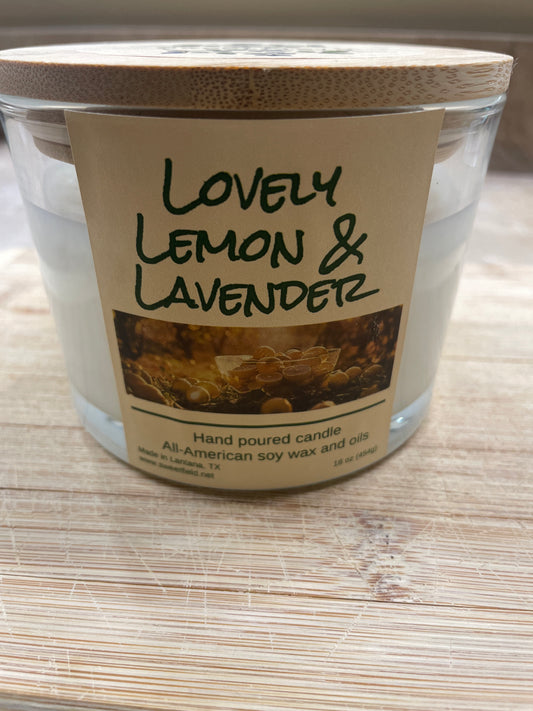 Lovely
Lemon &
Lavender
Hand poured candle
All-American soy wax and oils
Made in Lantana, TX
16 oz (454g)